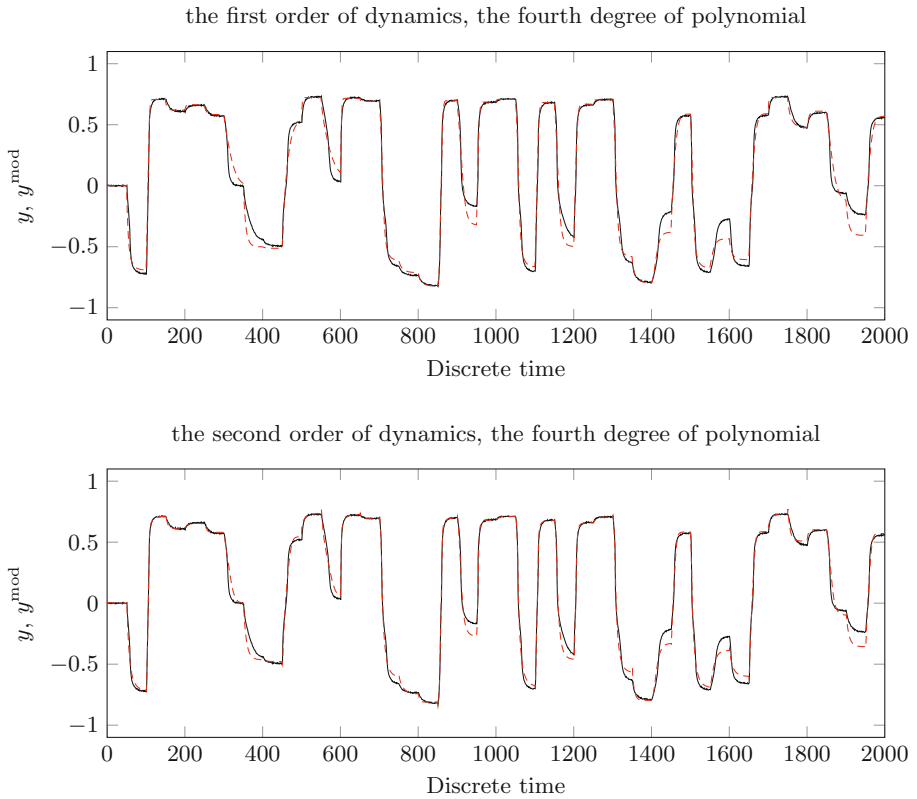 the first order of dynamics, the fourth degree of polynomial
1
0.5
0
−0.5
−1
y, y^mod
0 200 400 600 800 1000 1200 1400 1600 1800 2000
Discrete time
the second order of dynamics, the fourth degree of polynomial
1
0.5
0
−0.5
−1
y, y^mod
0 200 400 600 800 1000 1200 1400 1600 1800 2000
Discrete time